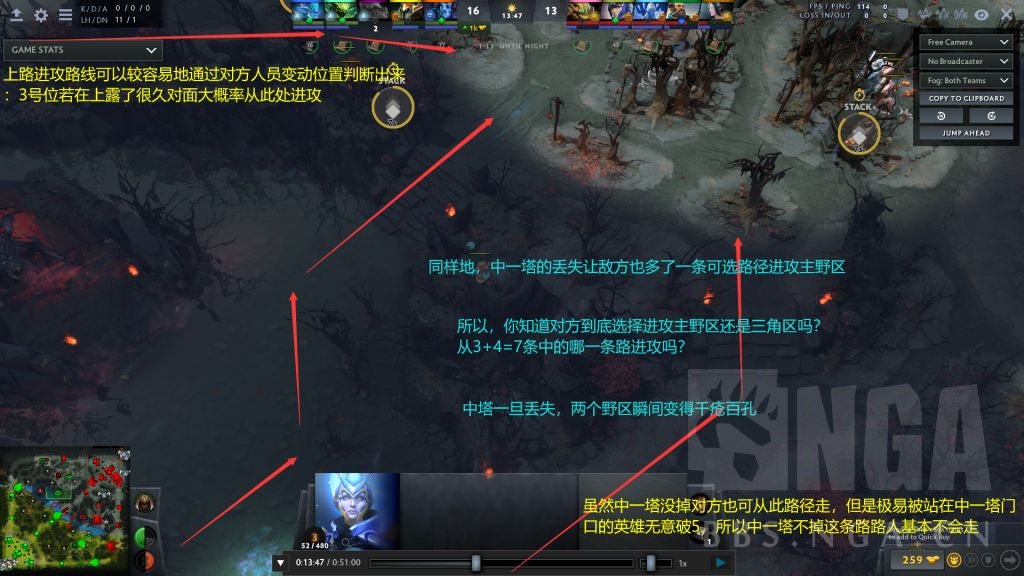 K/D/A 0 / 0 / 0
LH/DN 11 / 1
16
13:47
13
FPS / PING 114 0
LOSS IN/OUT 0 0
2
1k
GAME STATS
1:13 UNTIL NIGHT
Free Camera
No Broadcaster
Fog: Both Teams
COPY TO CLIPBOARD
JUMP AHEAD
上路进攻路线可以较容易地通过对方人员变动位置判断出来
：3号位若在上露了很久对面大概率从此处进攻
STACK
STACK
同样地，中一塔的丢失让敌方也多了一条可选路径进攻主野区
所以，你知道对方到底选择进攻主野区还是三角区吗？
从3+4=7条中的哪一条路进攻吗？
中塔一旦丢失，两个野区瞬间变得千疮百孔
NGA
BBS.NGA.CN
虽然中一塔没掉对方也可从此路径走，但是极易被站在中一塔门
口的英雄无意破5。所以中一塔不掉这条路路人基本不会走
to add to Quick buy
3
52 / 480
1
0:13:47 / 0:51:00
1x
259